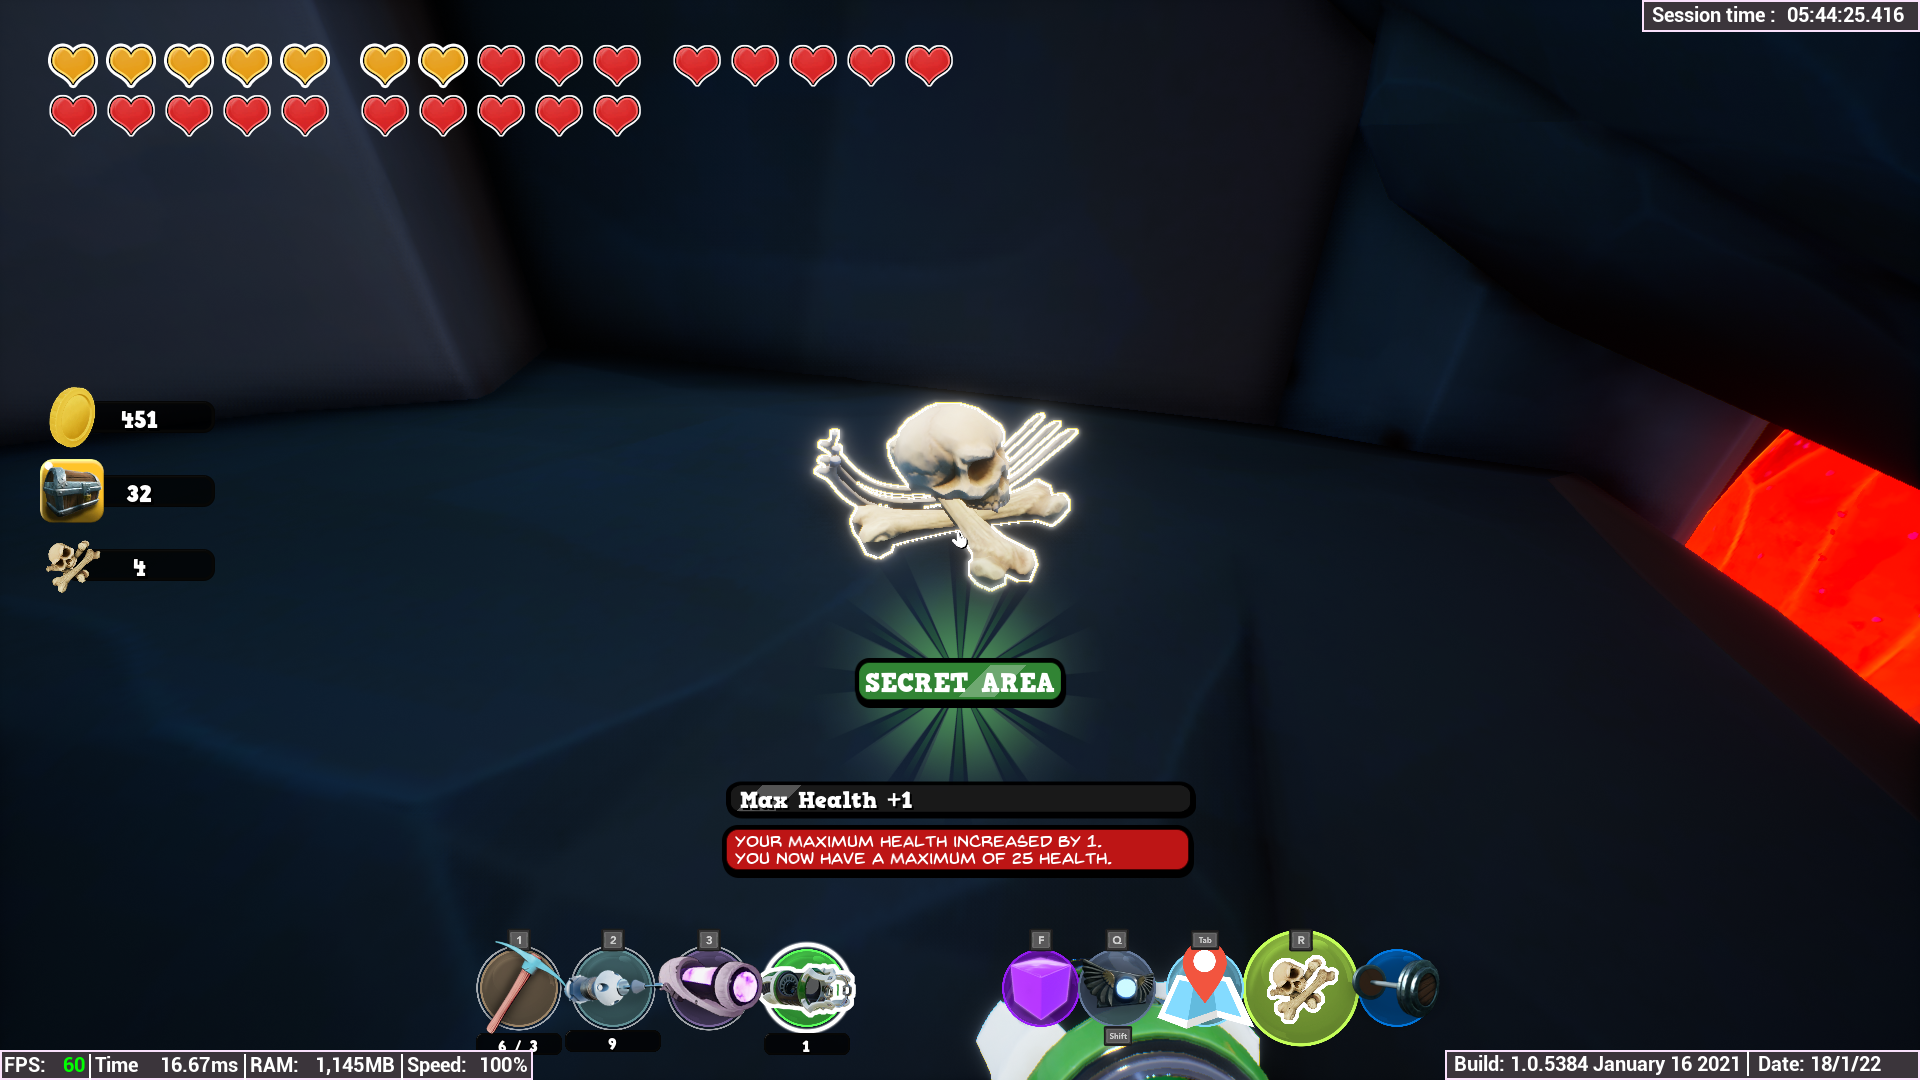 Session time : 05:44:25.416
451
32
4
SECRET AREA
Max Health +1
YOUR MAXIMUM HEALTH INCREASED BY 1.
YOU NOW HAVE A MAXIMUM OF 25 HEALTH.
1 2 3 F Q Tab R
Shift
6 / 3 9 1
FPS: 60 Time 16.67ms RAM: 1,145MB Speed: 100%
Build: 1.0.5384 January 16 2021 Date: 18/1/22